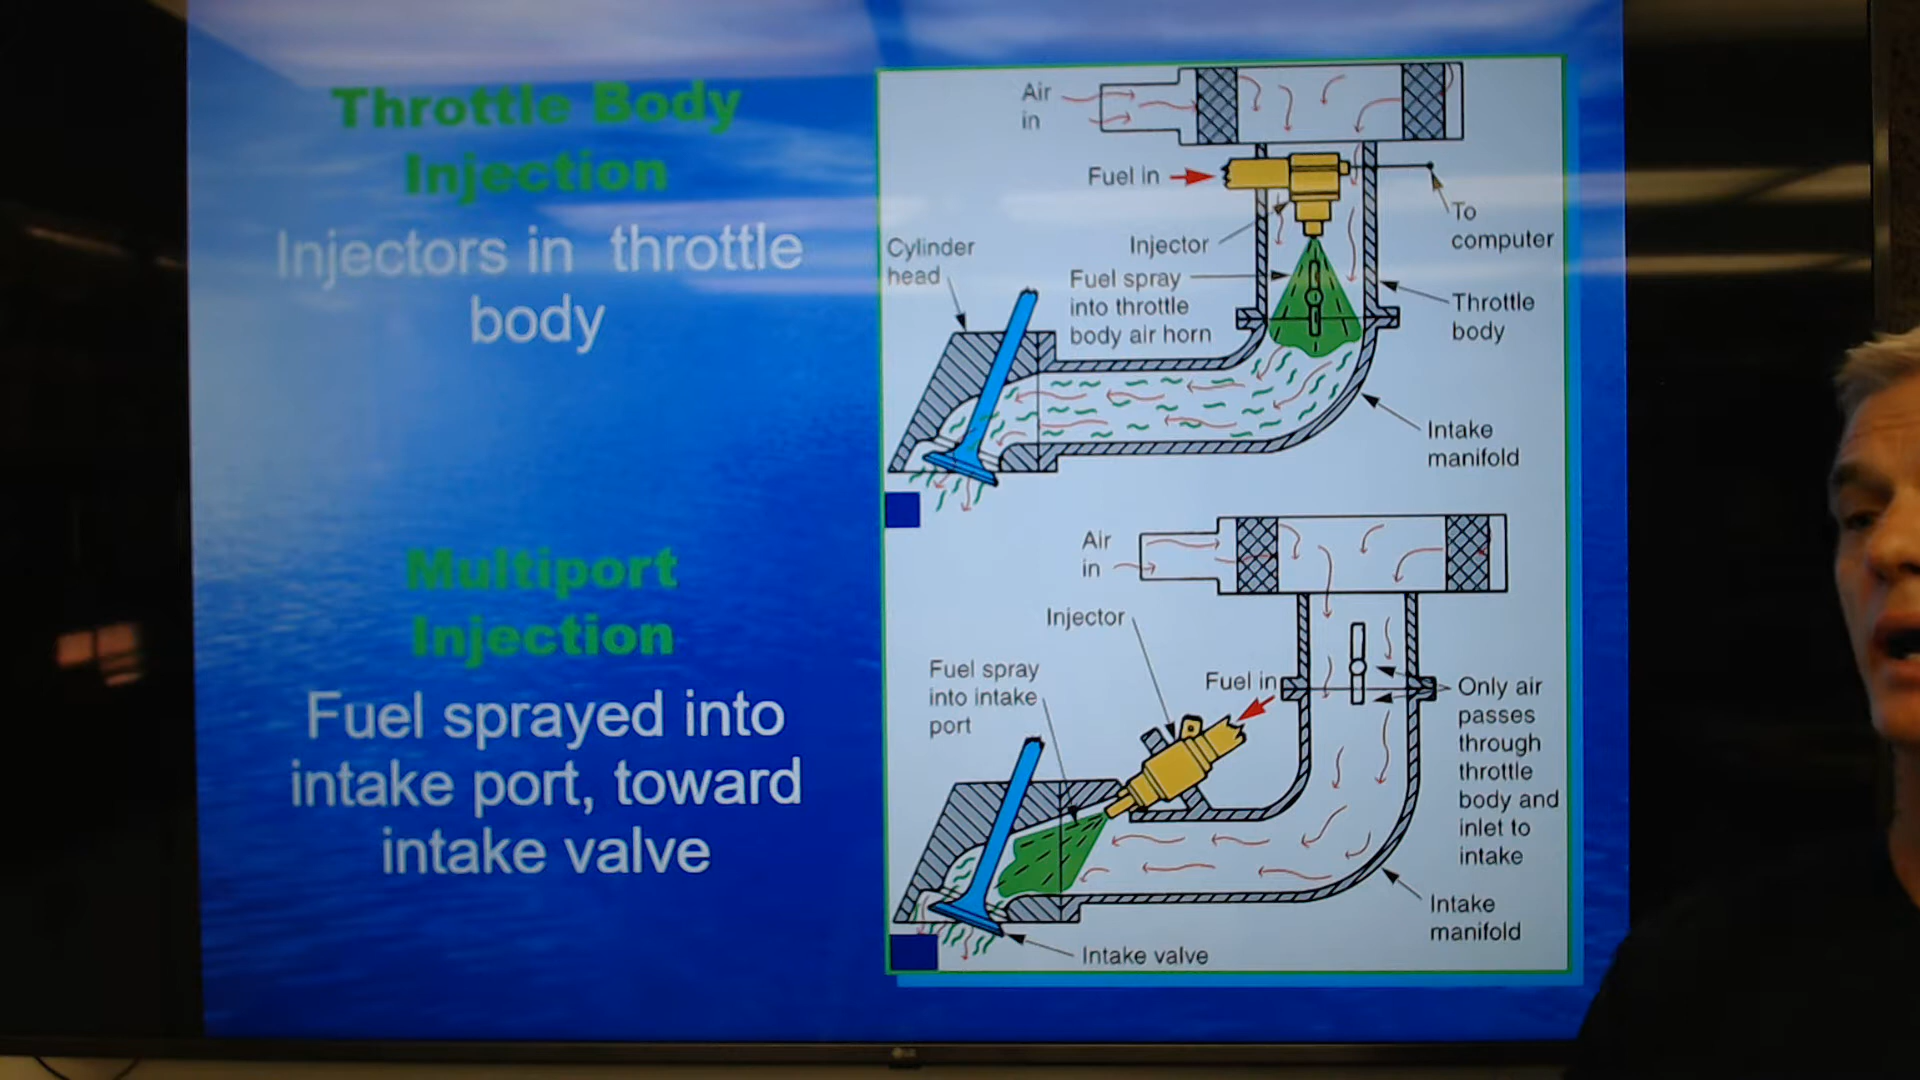 Throttle Body
Injection
Injectors in throttle
body
Multiport
Injection
Fuel sprayed into
intake port, toward
intake valve
Air
in
Fuel in
To
computer
Injector
Cylinder
head
Fuel spray
into throttle
body air horn
Throttle
body
Intake
manifold
Air
in
Injector
Fuel spray
into intake
port
Fuel in
Only air
passes
through
throttle
body and
inlet to
intake
Intake
manifold
Intake valve
LG